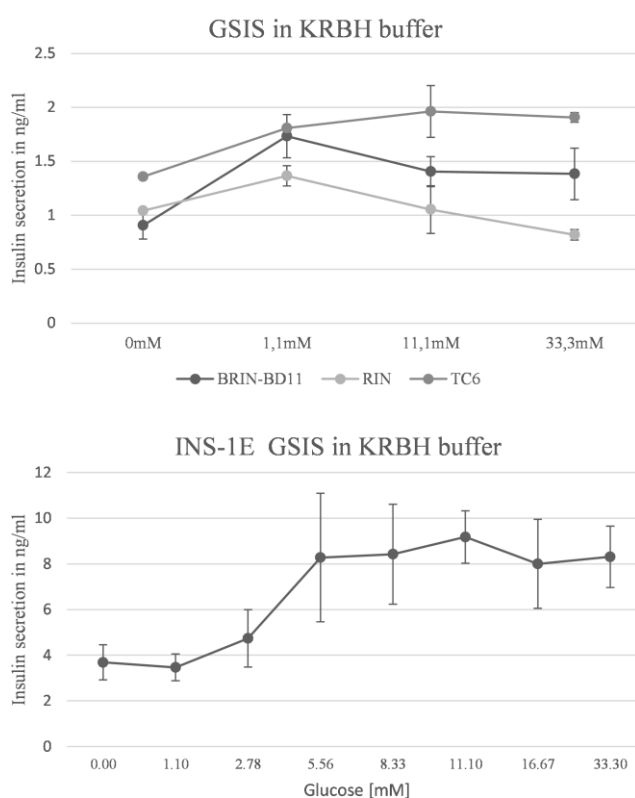 GSIS in KRBH buffer
Insulin secretion in ng/ml
2.5
2
1.5
1
0.5
0
0mM 1,1mM 11,1mM 33,3mM
BRIN-BD11 RIN TC6
INS-1E GSIS in KRBH buffer
Insulin secretion in ng/ml
12
10
8
6
4
2
0
0.00 1.10 2.78 5.56 8.33 11.10 16.67 33.30
Glucose [mM]